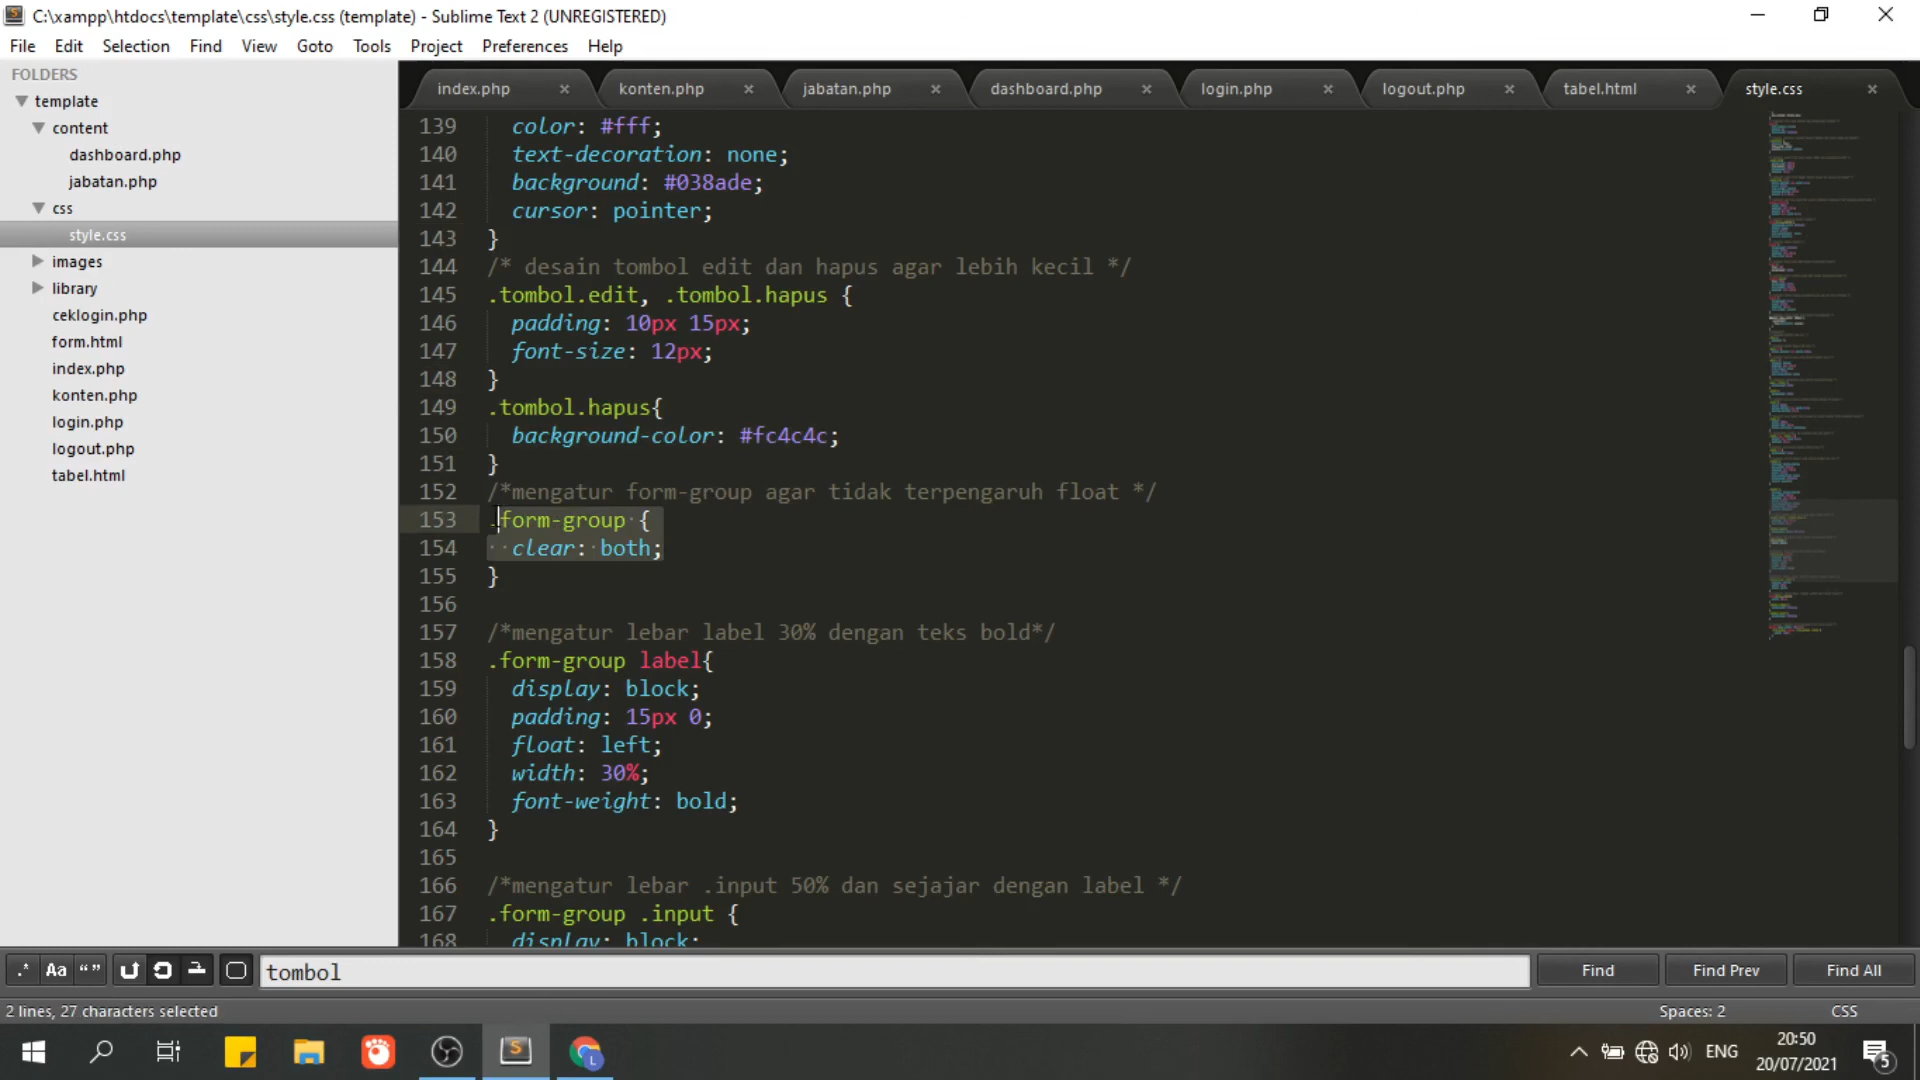 C:\xampp\htdocs\template\css\style.css (template) - Sublime Text 2 (UNREGISTERED)
File Edit Selection Find View Goto Tools Project Preferences Help
FOLDERS
template
content
dashboard.php
jabatan.php
css
style.css
images
library
ceklogin.php
form.html
index.php
konten.php
login.php
logout.php
tabel.html
index.php × konten.php × jabatan.php × dashboard.php × login.php × logout.php × tabel.html × style.css ×
139 color: #fff;
140 text-decoration: none;
141 background: #038ade;
142 cursor: pointer;
143 }
144 /* desain tombol edit dan hapus agar lebih kecil */
145 .tombol.edit, .tombol.hapus {
146 padding: 10px 15px;
147 font-size: 12px;
148 }
149 .tombol.hapus{
150 background-color: #fc4c4c;
151 }
152 /*mengatur form-group agar tidak terpengaruh float */
153 .form-group {
154 clear: both;
155 }
156
157 /*mengatur lebar label 30% dengan teks bold*/
158 .form-group label{
159 display: block;
160 padding: 15px 0;
161 float: left;
162 width: 30%;
163 font-weight: bold;
164 }
165
166 /*mengatur lebar .input 50% dan sejajar dengan label */
167 .form-group .input {
168 display: block;
.* Aa “” tombol Find Find Prev Find All
2 lines, 27 characters selected Spaces: 2 CSS
ENG 20:50
20/07/2021 5